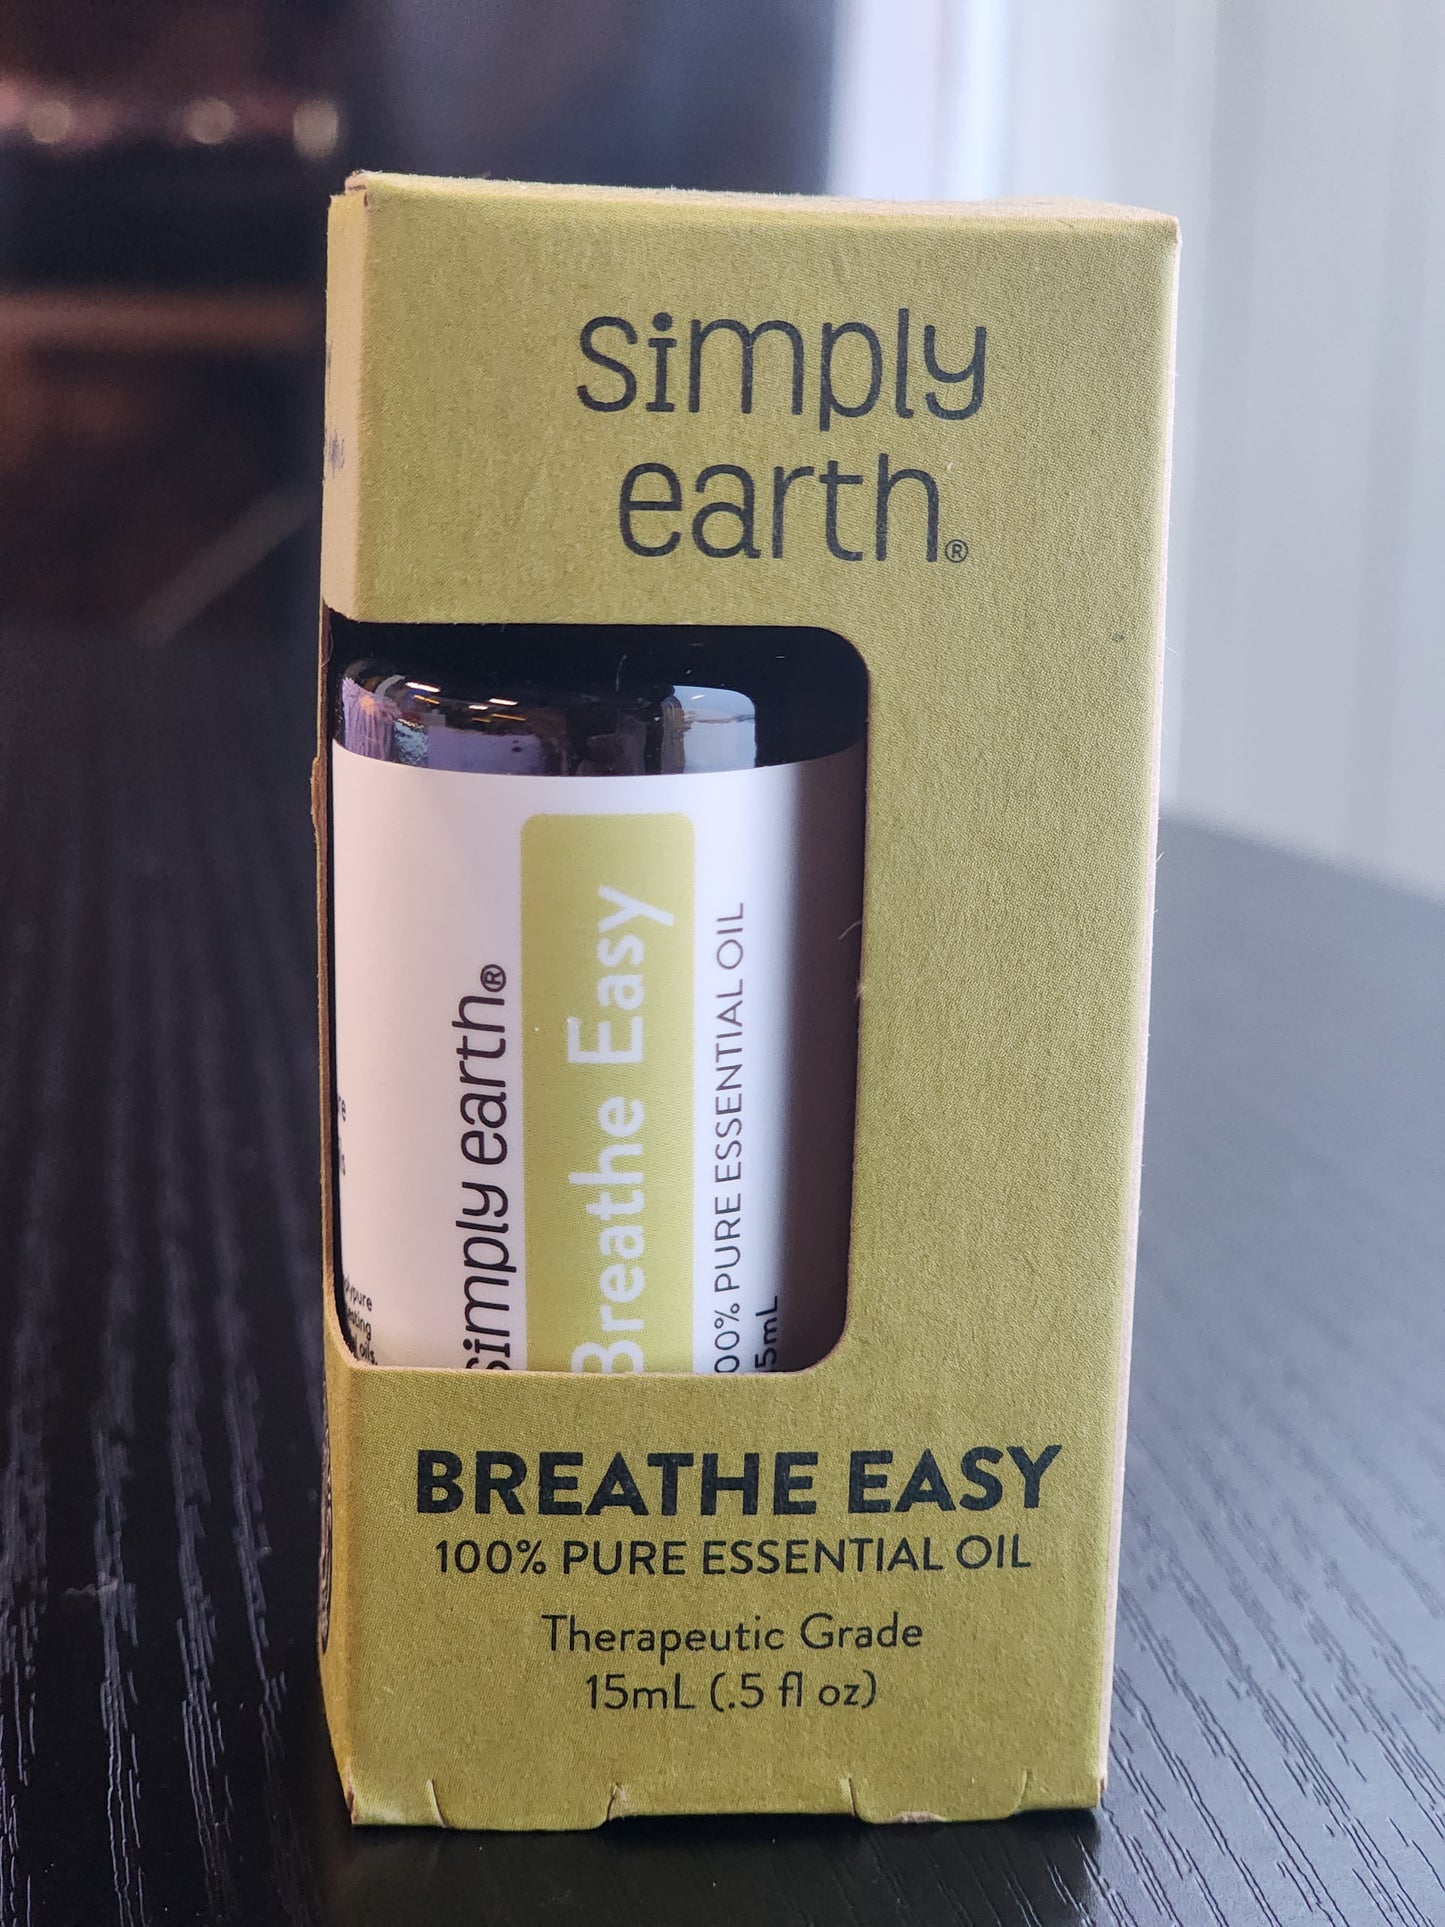 simply
earth®
simply earth®
Breathe Easy
PURE ESSENTIAL OIL
BREATHE EASY
100% PURE ESSENTIAL OIL
Therapeutic Grade
15mL (.5 fl oz)